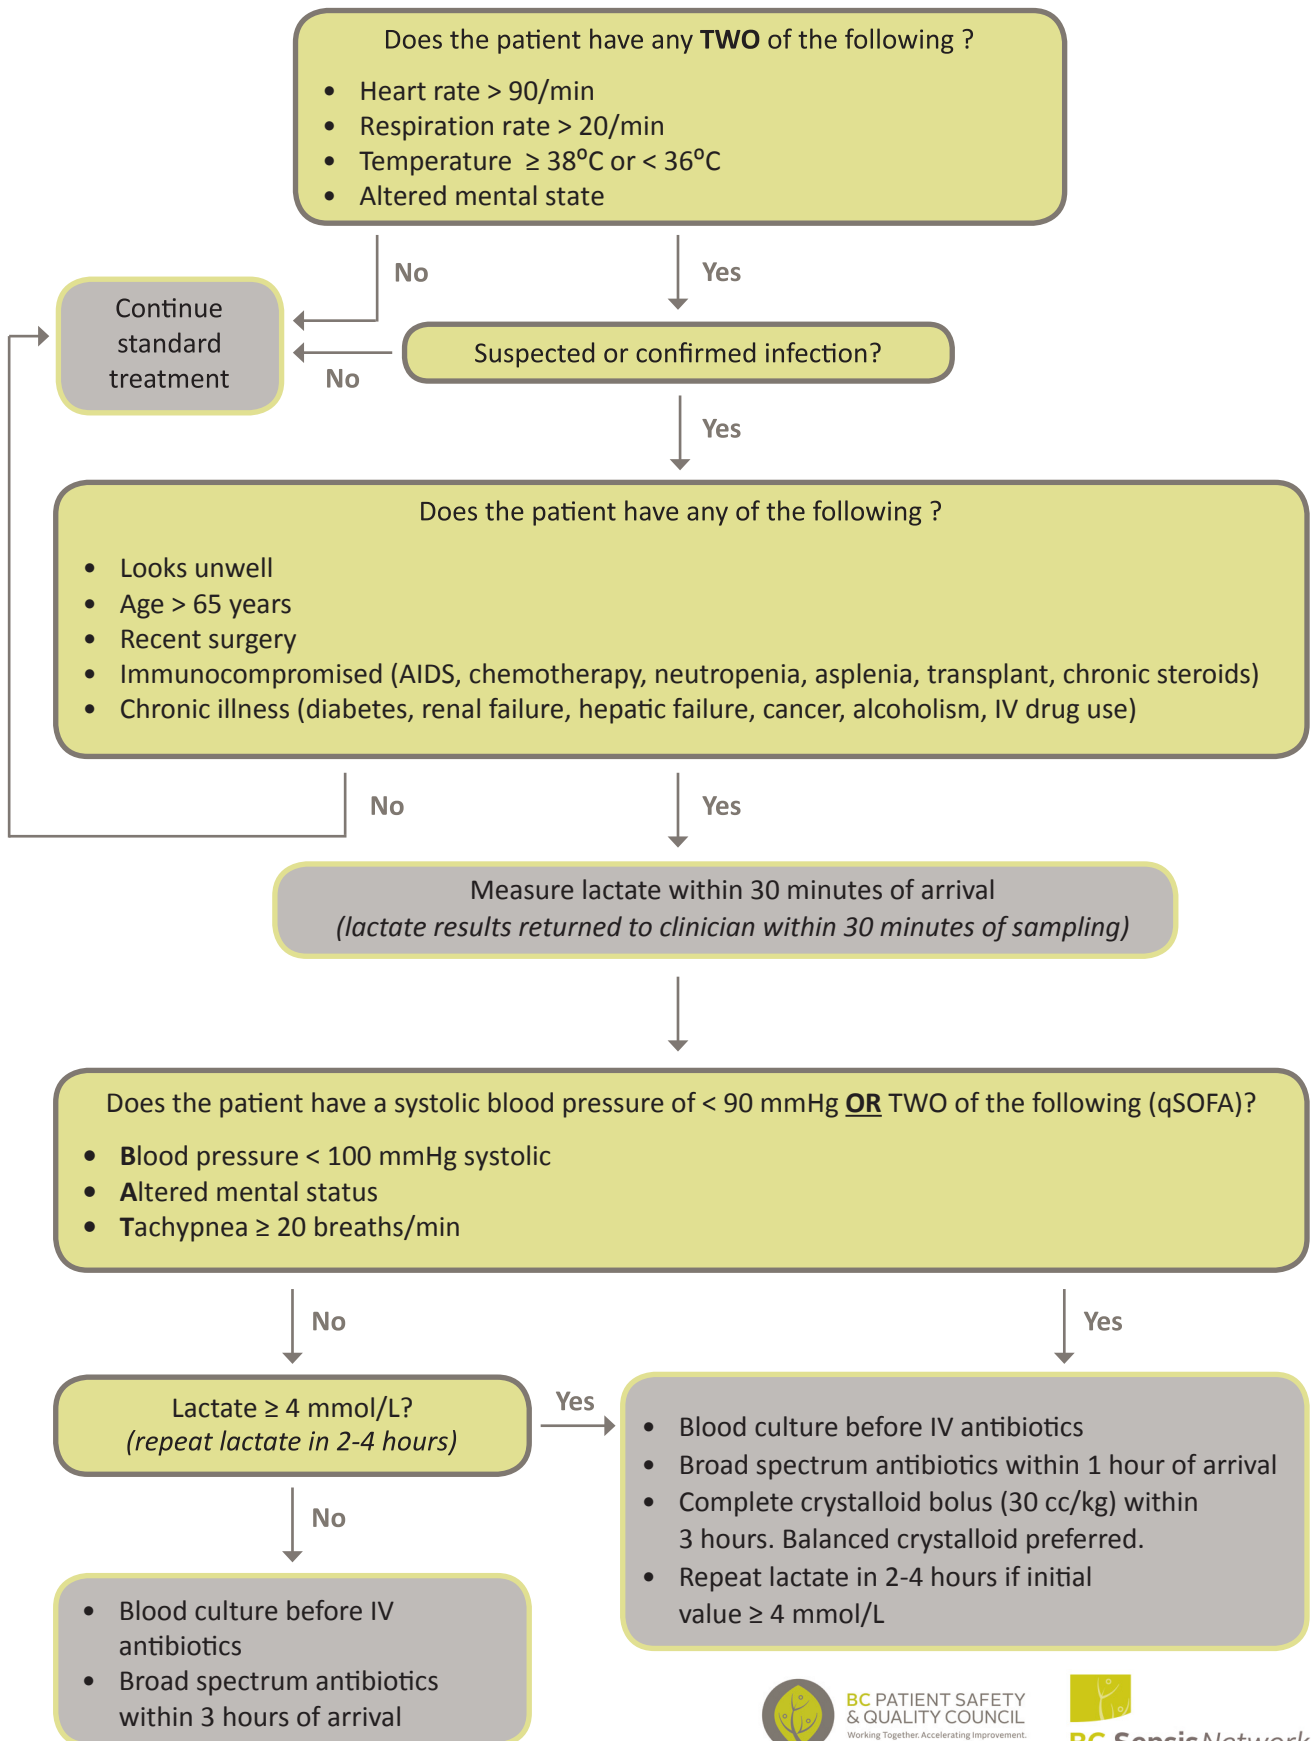 Does the patient have any TWO of the following ?
• Heart rate > 90/min
• Respiration rate > 20/min
• Temperature ≥ 38⁰C or < 36⁰C
• Altered mental state
No
Yes
Continue
standard
treatment
Suspected or confirmed infection?
No
Yes
Does the patient have any of the following ?
• Looks unwell
• Age > 65 years
• Recent surgery
• Immunocompromised (AIDS, chemotherapy, neutropenia, asplenia, transplant, chronic steroids)
• Chronic illness (diabetes, renal failure, hepatic failure, cancer, alcoholism, IV drug use)
No
Yes
Measure lactate within 30 minutes of arrival
(lactate results returned to clinician within 30 minutes of sampling)
Does the patient have a systolic blood pressure of < 90 mmHg OR TWO of the following (qSOFA)?
• Blood pressure < 100 mmHg systolic
• Altered mental status
• Tachypnea ≥ 20 breaths/min
No
Yes
Lactate ≥ 4 mmol/L?
(repeat lactate in 2-4 hours)
Yes
• Blood culture before IV antibiotics
• Broad spectrum antibiotics within 1 hour of arrival
• Complete crystalloid bolus (30 cc/kg) within
3 hours. Balanced crystalloid preferred.
• Repeat lactate in 2-4 hours if initial
value ≥ 4 mmol/L
No
• Blood culture before IV
antibiotics
• Broad spectrum antibiotics
within 3 hours of arrival
BC PATIENT SAFETY
& QUALITY COUNCIL
Working Together. Accelerating Improvement.
BC Sepsis Network